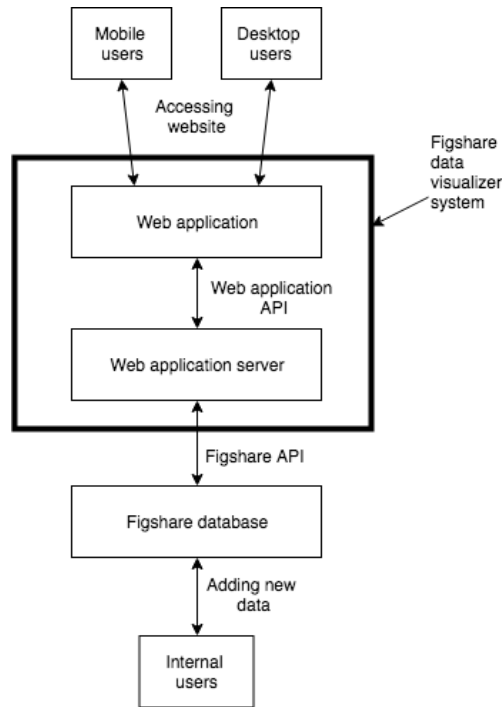 Mobile
users
Desktop
users
Accessing
website
Figshare
data
visualizer
system
Web application
Web application
API
Web application server
Figshare API
Figshare database
Adding new
data
Internal
users